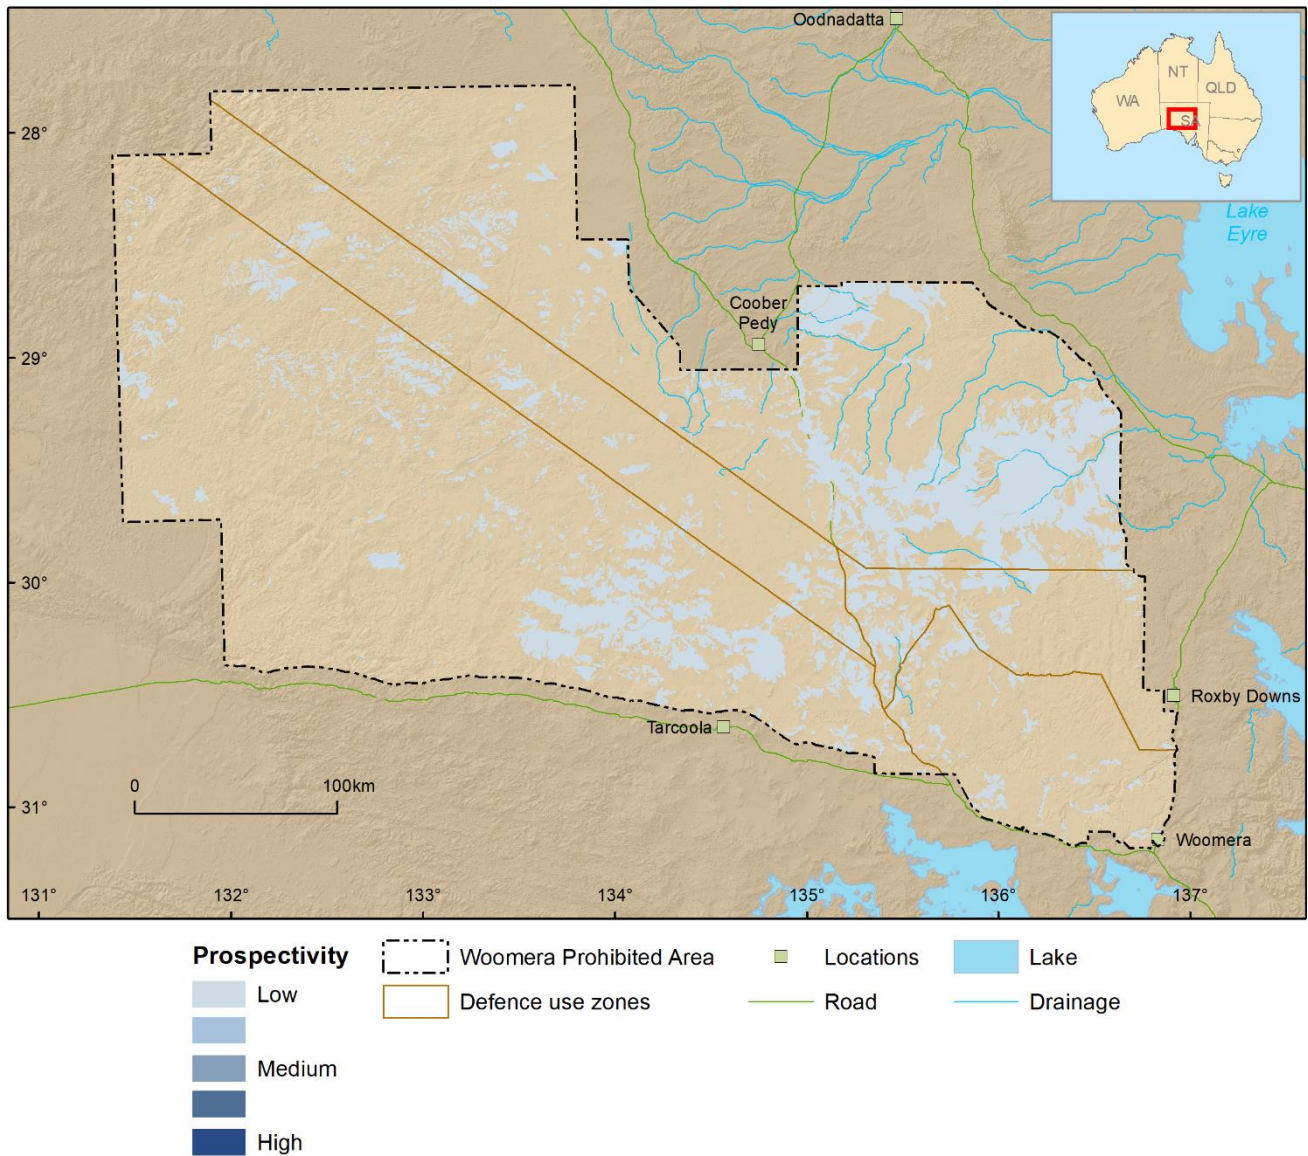 Oodnadatta
NT
WA
QLD
SA
28°
Lake
Eyre
Coober
Pedy
29°
30°
Roxby Downs
Tarcoola
0 100km
31°
Woomera
131° 132° 133° 134° 135° 136° 137°
Prospectivity
Low
Medium
High
Woomera Prohibited Area
Defence use zones
Locations
Road
Lake
Drainage